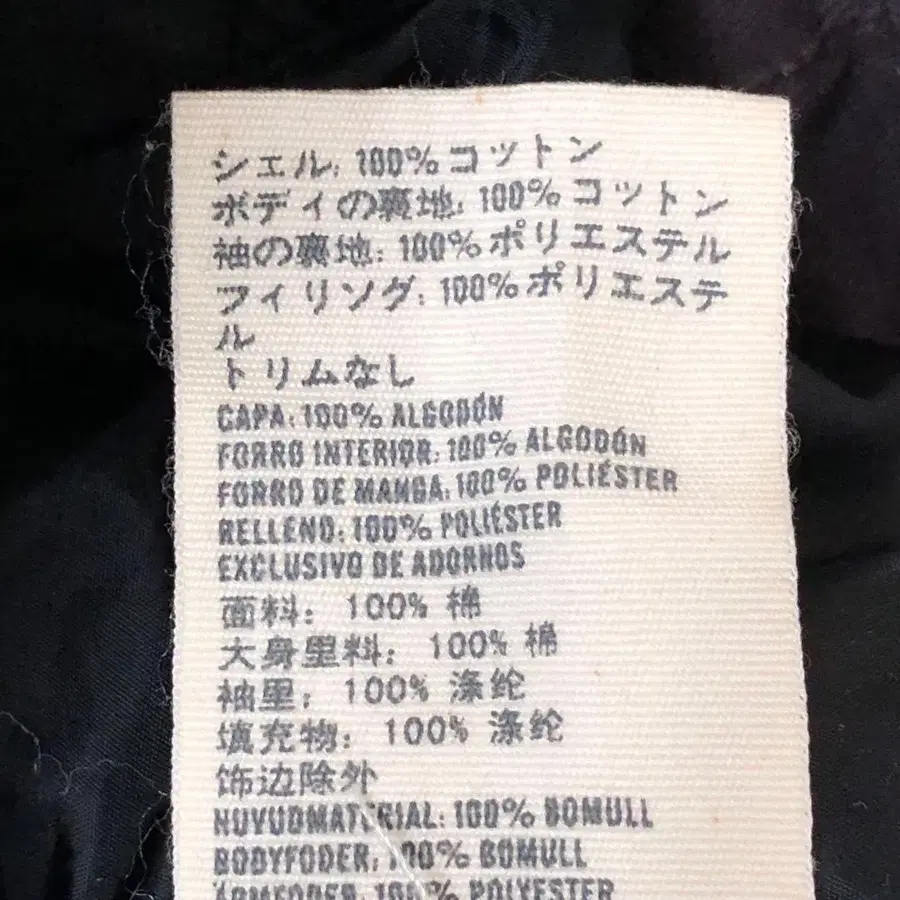 シェル: 100% コットン
ボディの裏地: 100% コットン
袖の裏地: 100% ポリエステル
フィリング: 100% ポリエステ
ル
トリムなし
CAPA: 100% ALGODÓN
FORRO INTERIOR: 100% ALGODÓN
FORRO DE MANGA: 100% POLIÉSTER
RELLENO: 100% POLIÉSTER
EXCLUSIVO DE ADORNOS
面料: 100% 棉
大身里料: 100% 棉
袖里: 100% 涤纶
填充物: 100% 涤纶
饰边除外
HUVUDMATERIAL: 100% BOMULL
BODYFODER: 100% BOMULL
ÄRMFODER: 100% POLYESTER